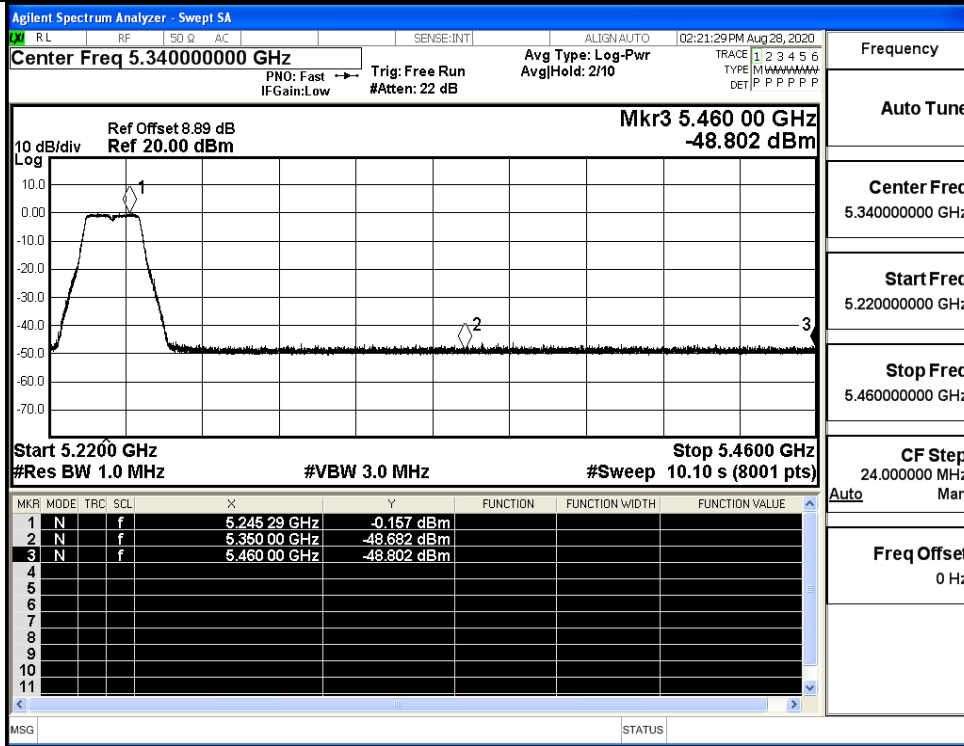 Agilent Spectrum Analyzer - Swept SA
LXI RL RF 50 Ω AC SENSE:INT ALIGN AUTO 02:21:29 PM Aug 28, 2020
Center Freq 5.340000000 GHz
PNO: Fast
IFGain:Low
Trig: Free Run
#Atten: 22 dB
Avg Type: Log-Pwr
Avg|Hold: 2/10
TRACE 1 2 3 4 5 6
TYPE M W W W W W
DET P P P P P P
Mkr3 5.460 00 GHz
-48.802 dBm
Ref Offset 8.89 dB
10 dB/div Ref 20.00 dBm
Log
10.0
0.00
-10.0
-20.0
-30.0
-40.0
-50.0
-60.0
-70.0
1
2
3
Start 5.2200 GHz Stop 5.4600 GHz
#Res BW 1.0 MHz #VBW 3.0 MHz #Sweep 10.10 s (8001 pts)
MKR MODE TRC SCL X Y FUNCTION FUNCTION WIDTH FUNCTION VALUE
1 N f 5.245 29 GHz -0.157 dBm
2 N f 5.350 00 GHz -48.682 dBm
3 N f 5.460 00 GHz -48.802 dBm
4
5
6
7
8
9
10
11
MSG STATUS
Frequency
Auto Tune
Center Freq
5.340000000 GHz
Start Freq
5.220000000 GHz
Stop Freq
5.460000000 GHz
CF Step
24.000000 MHz
Auto Man
Freq Offset
0 Hz